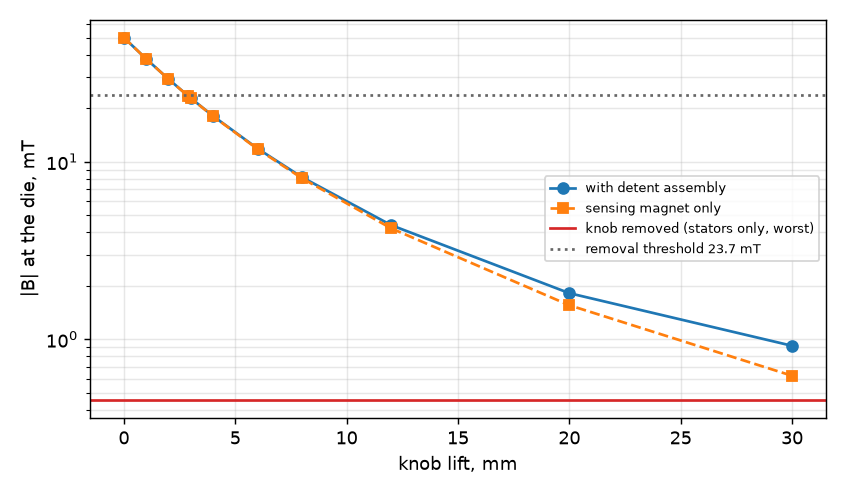 |B| at the die, mT
10¹
10⁰
with detent assembly
sensing magnet only
knob removed (stators only, worst)
removal threshold 23.7 mT
0 5 10 15 20 25 30
knob lift, mm